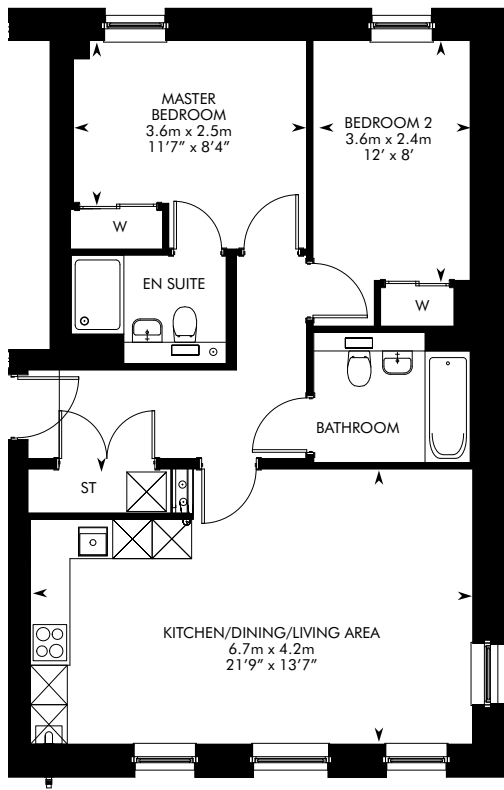 MASTER
BEDROOM
3.6m x 2.5m
11'7" x 8'4"
BEDROOM 2
3.6m x 2.4m
12' x 8'
W
EN SUITE
W
BATHROOM
ST
KITCHEN/DINING/LIVING AREA
6.7m x 4.2m
21'9" x 13'7"